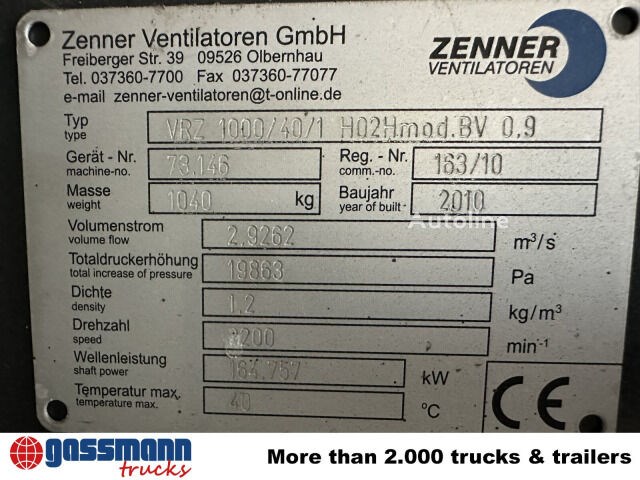 Zenner Ventilatoren GmbH
Freiberger Str. 39   09526 Olbernhau
Tel. 037360-7700   Fax   037360-77077
e-mail   zenner-ventilatoren@t-online.de
ZENNER
VENTILATOREN
Typ
type
VRZ 1000/40/1 H02Hmod.BV 0,9
Gerät - Nr.
machine-no.
73.146
Reg. - Nr.
comm.-no.
163/10
Masse
weight
1040
kg
Baujahr
year of built
2010
Autoline
Volumenstrom
volume flow
2.9262
m³/s
Totaldruckerhöhung
total increase of pressure
19863
Pa
Dichte
density
1.2
kg/m³
Drehzahl
speed
200
min⁻¹
Wellenleistung
shaft power
164.757
kW
Temperatur max.
temperature max.
40
°C
CE
gassmann
trucks
More than 2.000 trucks & trailers